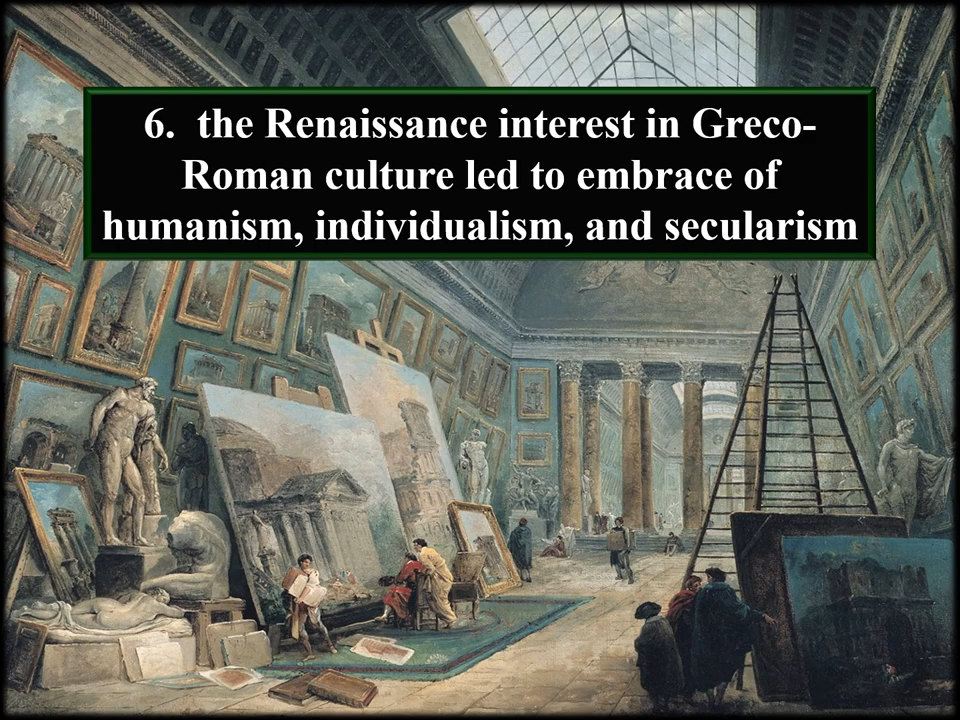 6. the Renaissance interest in Greco-
Roman culture led to embrace of
humanism, individualism, and secularism